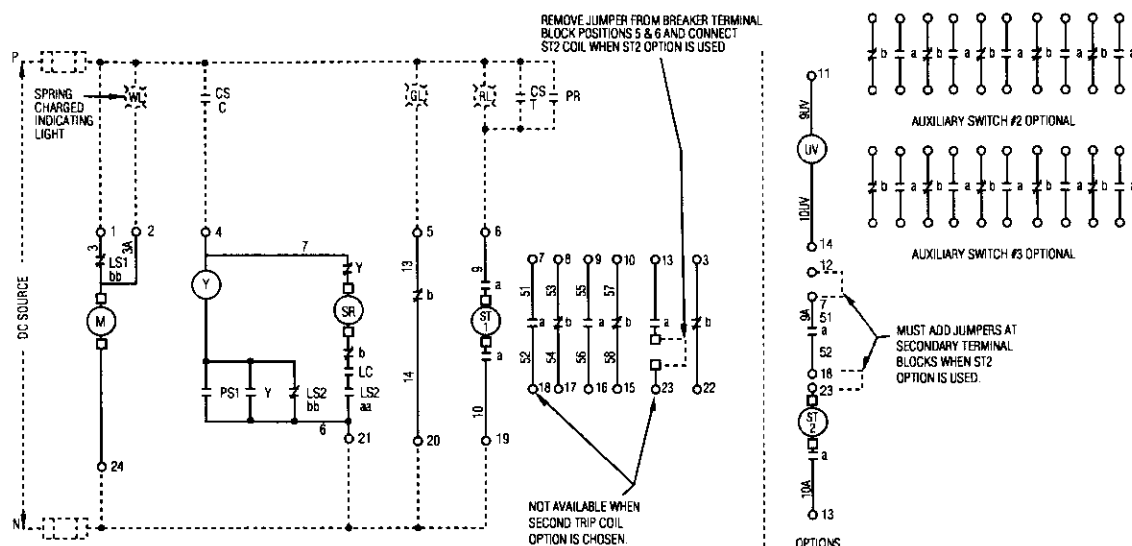 REMOVE JUMPER FROM BREAKER TERMINAL
BLOCK POSITIONS 5 & 6 AND CONNECT
ST2 COIL WHEN ST2 OPTION IS USED
P
SPRING
CHARGED
INDICATING
LIGHT
WL
CS
C
GL
RL
CS
T
PR
DC SOURCE
1
2
4
5
6
3
3A
LS1
bb
M
24
7
Y
Y
SR
b
LC
LS2
aa
PS1
Y
LS2
bb
6
21
13
b
14
20
9
a
ST
1
a
10
19
7
8
9
10
13
3
51
53
55
57
a
b
a
b
a
b
52
54
56
58
18
17
16
15
23
22
NOT AVAILABLE WHEN
SECOND TRIP COIL
OPTION IS CHOSEN.
N
11
9UV
UV
10UV
14
12
7
9A
51
a
52
18
23
ST
2
a
10A
13
OPTIONS
MUST ADD JUMPERS AT
SECONDARY TERMINAL
BLOCKS WHEN ST2
OPTION IS USED.
b a b a b a b a b a
AUXILIARY SWITCH #2 OPTIONAL
b a b a b a b a b a
AUXILIARY SWITCH #3 OPTIONAL